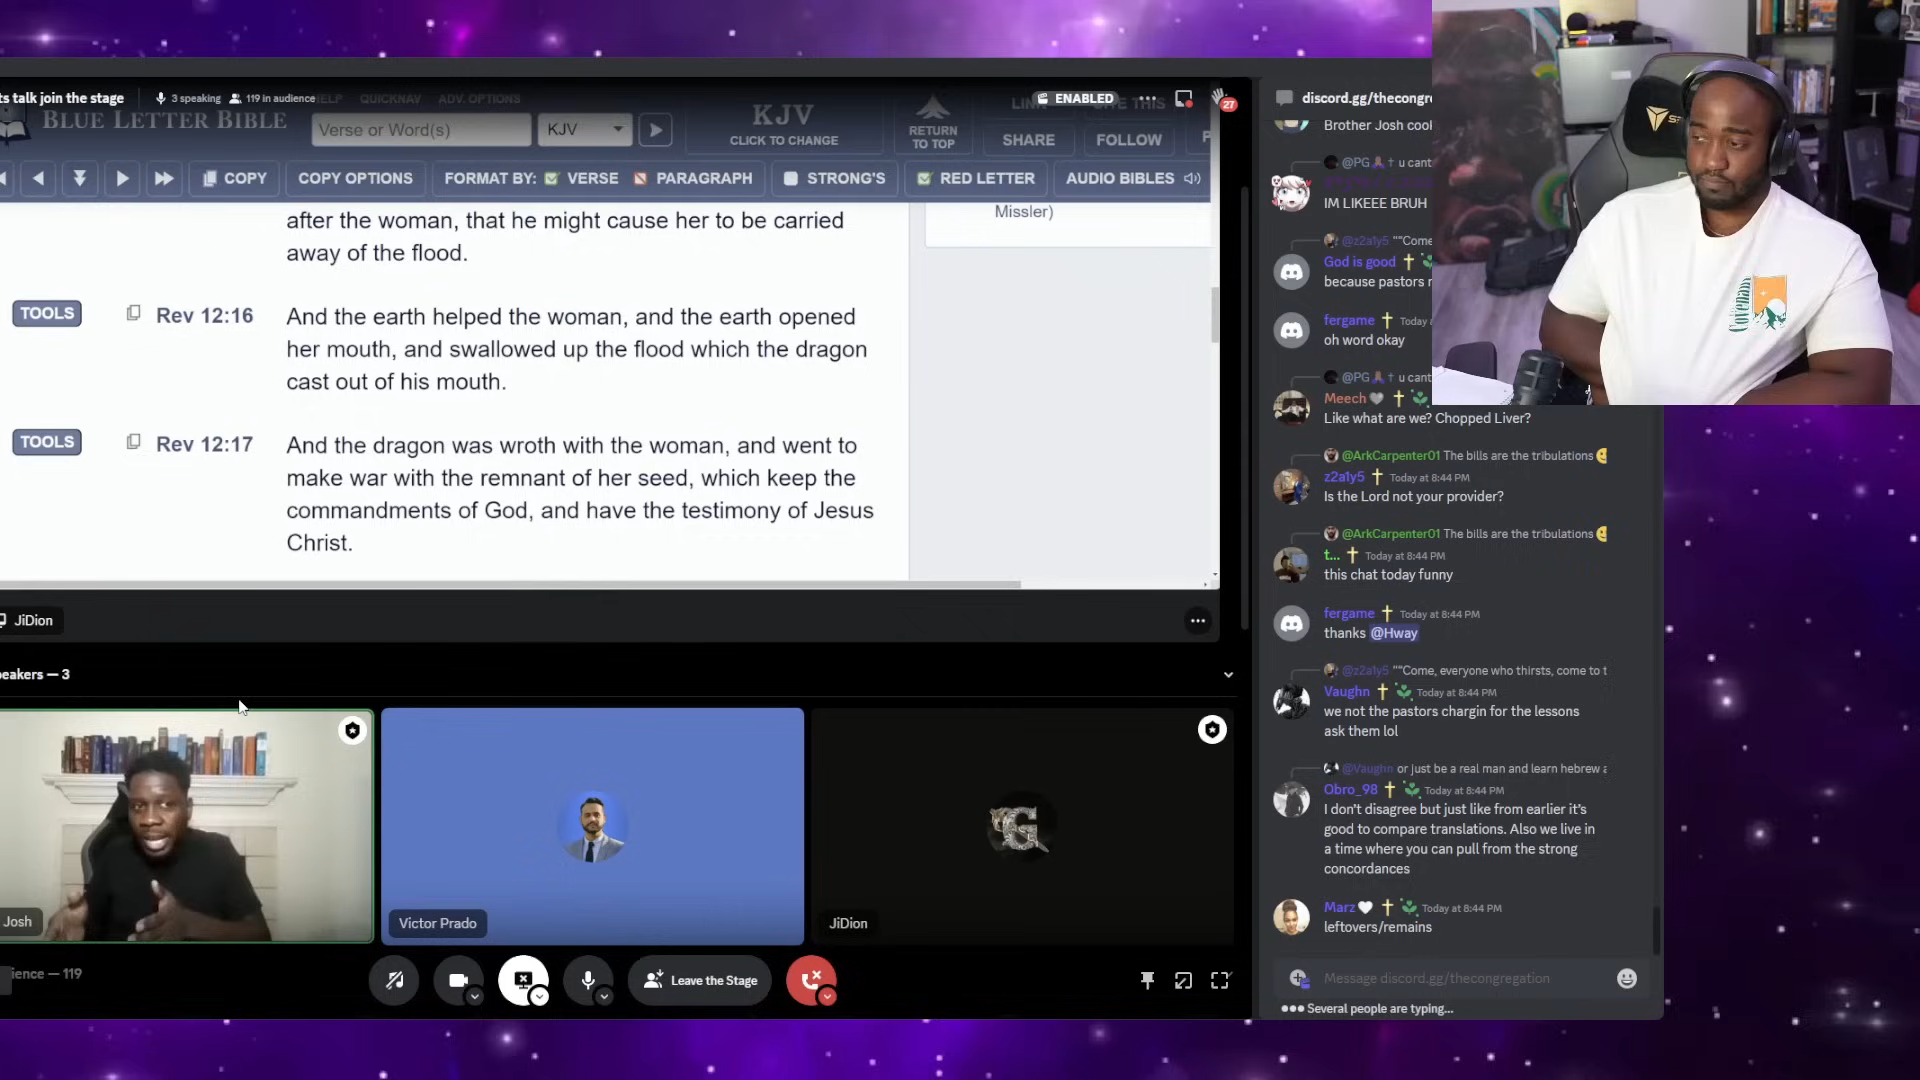 ts talk join the stage
3 speaking
119 in audience
HELP
QUICKNAV
ADV. OPTIONS
ENABLED
27
BLUE LETTER BIBLE
Verse or Word(s)
KJV
KJV
CLICK TO CHANGE
RETURN
TO TOP
SHARE
FOLLOW
COPY
COPY OPTIONS
FORMAT BY:
VERSE
PARAGRAPH
STRONG'S
RED LETTER
AUDIO BIBLES
after the woman, that he might cause her to be carried
away of the flood.
Missler)
TOOLS
Rev 12:16
And the earth helped the woman, and the earth opened
her mouth, and swallowed up the flood which the dragon
cast out of his mouth.
TOOLS
Rev 12:17
And the dragon was wroth with the woman, and went to
make war with the remnant of her seed, which keep the
commandments of God, and have the testimony of Jesus
Christ.
JiDion
peakers — 3
Josh
Victor Prado
JiDion
ience — 119
Leave the Stage
discord.gg/thecongre
Brother Josh cook
@PG u cant
IM LIKEEE BRUH
@z2a1y5 ""Come
God is good
because pastors
fergame Today
oh word okay
@PG u cant
Meech
Like what are we? Chopped Liver?
@ArkCarpenter01 The bills are the tribulations
z2a1y5 Today at 8:44 PM
Is the Lord not your provider?
@ArkCarpenter01 The bills are the tribulations
t... Today at 8:44 PM
this chat today funny
fergame Today at 8:44 PM
thanks @Hway
@z2a1y5 ""Come, everyone who thirsts, come to t
Vaughn Today at 8:44 PM
we not the pastors chargin for the lessons
ask them lol
@Vaughn or just be a real man and learn hebrew a
Obro_98 Today at 8:44 PM
I don't disagree but just like from earlier it's
good to compare translations. Also we live in
a time where you can pull from the strong
concordances
Marz Today at 8:44 PM
leftovers/remains
Message discord.gg/thecongregation
Several people are typing...